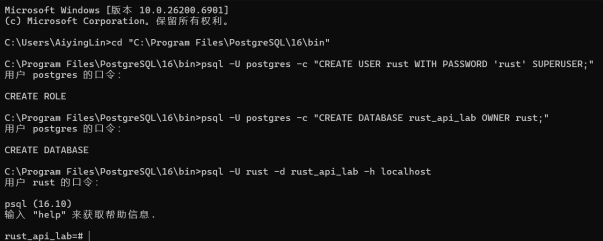 Microsoft Windows [版本 10.0.26200.6901]
(c) Microsoft Corporation。保留所有权利。
C:\Users\AiyingLin>cd "C:\Program Files\PostgreSQL\16\bin"
C:\Program Files\PostgreSQL\16\bin>psql -U postgres -c "CREATE USER rust WITH PASSWORD 'rust' SUPERUSER;"
用户 postgres 的口令：
CREATE ROLE
C:\Program Files\PostgreSQL\16\bin>psql -U postgres -c "CREATE DATABASE rust_api_lab OWNER rust;"
用户 postgres 的口令：
CREATE DATABASE
C:\Program Files\PostgreSQL\16\bin>psql -U rust -d rust_api_lab -h localhost
用户 rust 的口令：
psql (16.10)
输入 "help" 来获取帮助信息.
rust_api_lab=#